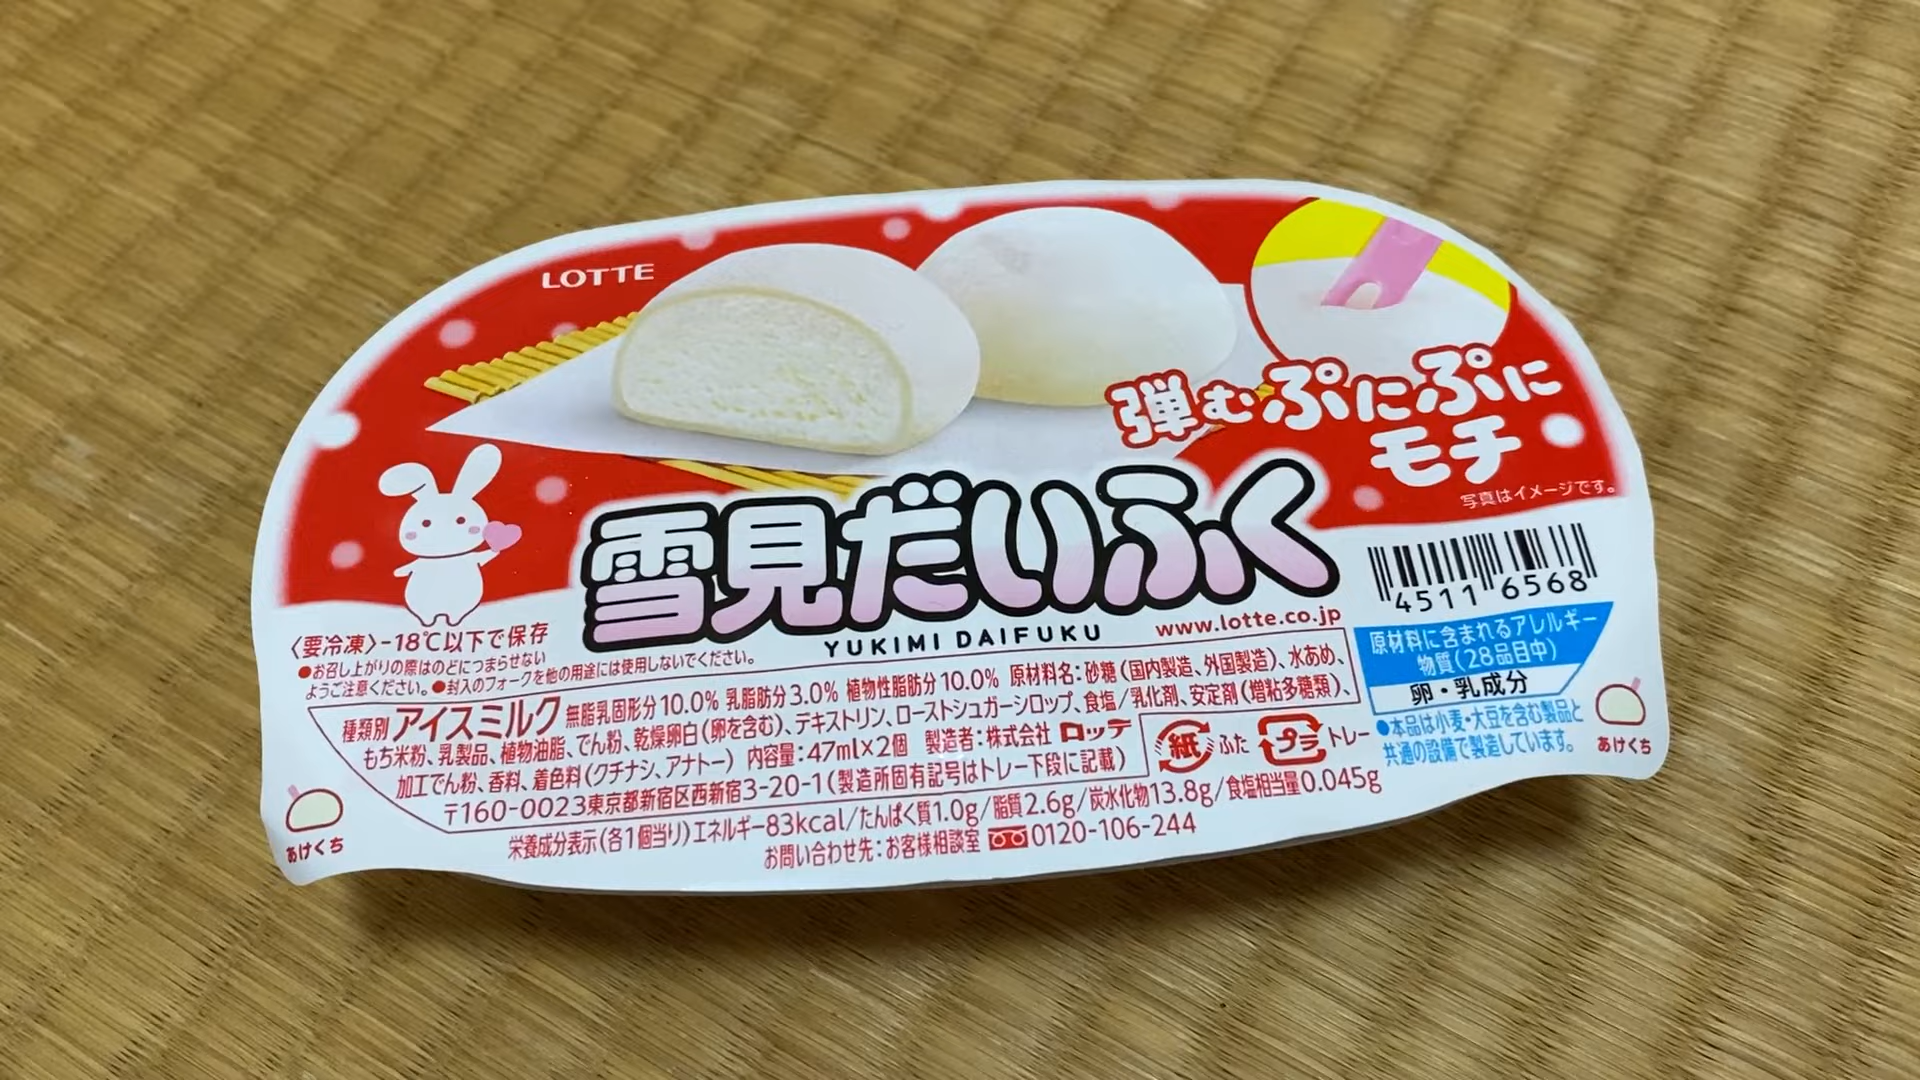 LOTTE
弾むぷにぷに
モチ
写真はイメージです。
雪見だいふく
YUKIMI DAIFUKU
www.lotte.co.jp
4511 6568
〈要冷凍〉-18℃以下で保存
●お召し上がりの際はのどにつまらせない
ようご注意ください。●封入のフォークを他の用途には使用しないでください。
種類別 アイスミルク 無脂乳固形分10.0% 乳脂肪分3.0% 植物性脂肪分10.0% 原材料名:砂糖(国内製造、外国製造)、水あめ、
もち米粉、乳製品、植物油脂、でん粉、乾燥卵白(卵を含む)、デキストリン、ローストシュガーシロップ、食塩/乳化剤、安定剤(増粘多糖類)、
加工でん粉、香料、着色料(クチナシ、アナトー) 内容量:47ml×2個 製造者:株式会社 ロッテ
〒160-0023東京都新宿区西新宿3-20-1(製造所固有記号はトレー下段に記載)
栄養成分表示(各1個当り)エネルギー83kcal/たんぱく質1.0g/脂質2.6g/炭水化物13.8g/食塩相当量0.045g
お問い合わせ先:お客様相談室 0120-106-244
紙 ふた プラ トレー
原材料に含まれるアレルギー
物質(28品目中)
卵・乳成分
●本品は小麦・大豆を含む製品と
共通の設備で製造しています。
あけくち
あけくち